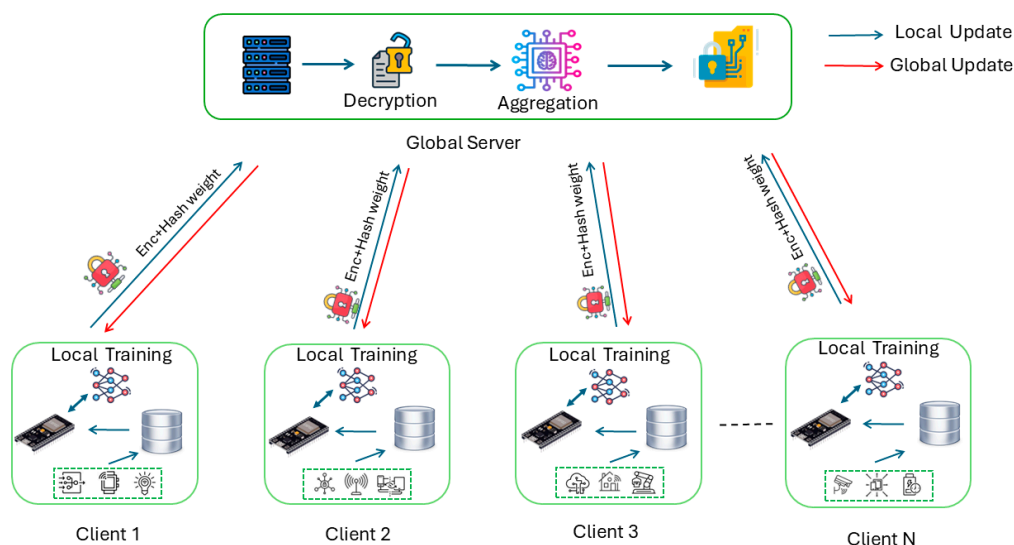 Local Update
Global Update
Decryption
Aggregation
Global Server
Enc+Hash weight
Enc+Hash weight
Enc+Hash weight
Enc+Hash weight
Local Training
Local Training
Local Training
Local Training
Client 1
Client 2
Client 3
Client N